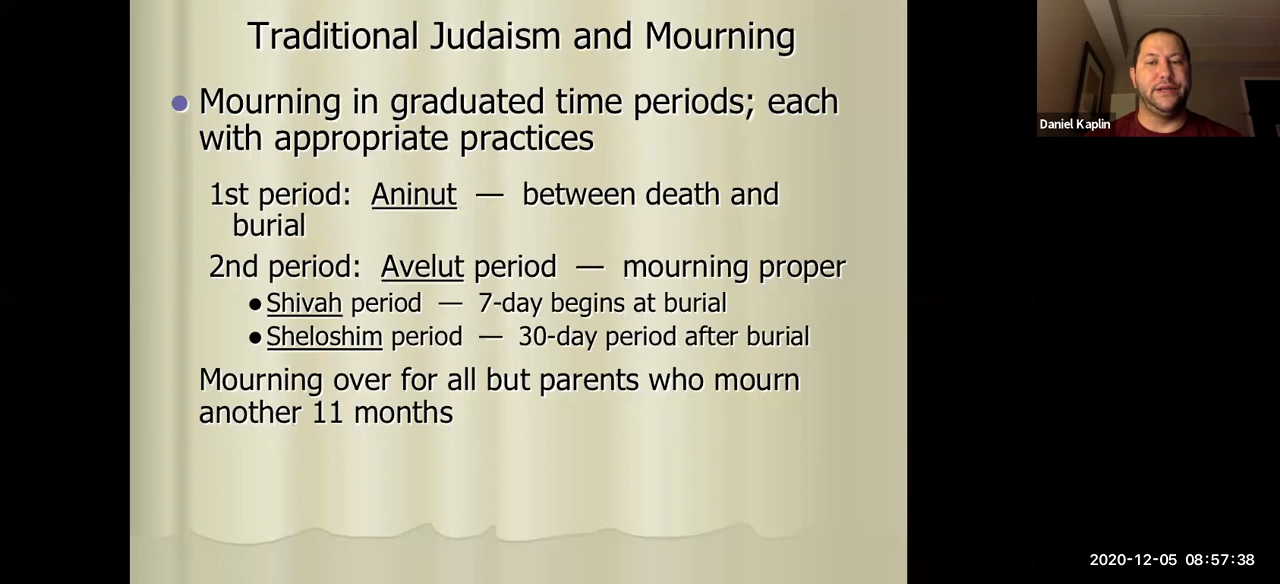 Traditional Judaism and Mourning
Mourning in graduated time periods; each
with appropriate practices
1st period: Aninut — between death and
burial
2nd period: Avelut period — mourning proper
Shivah period — 7-day begins at burial
Sheloshim period — 30-day period after burial
Mourning over for all but parents who mourn
another 11 months
Daniel Kaplin
2020-12-05 08:57:38